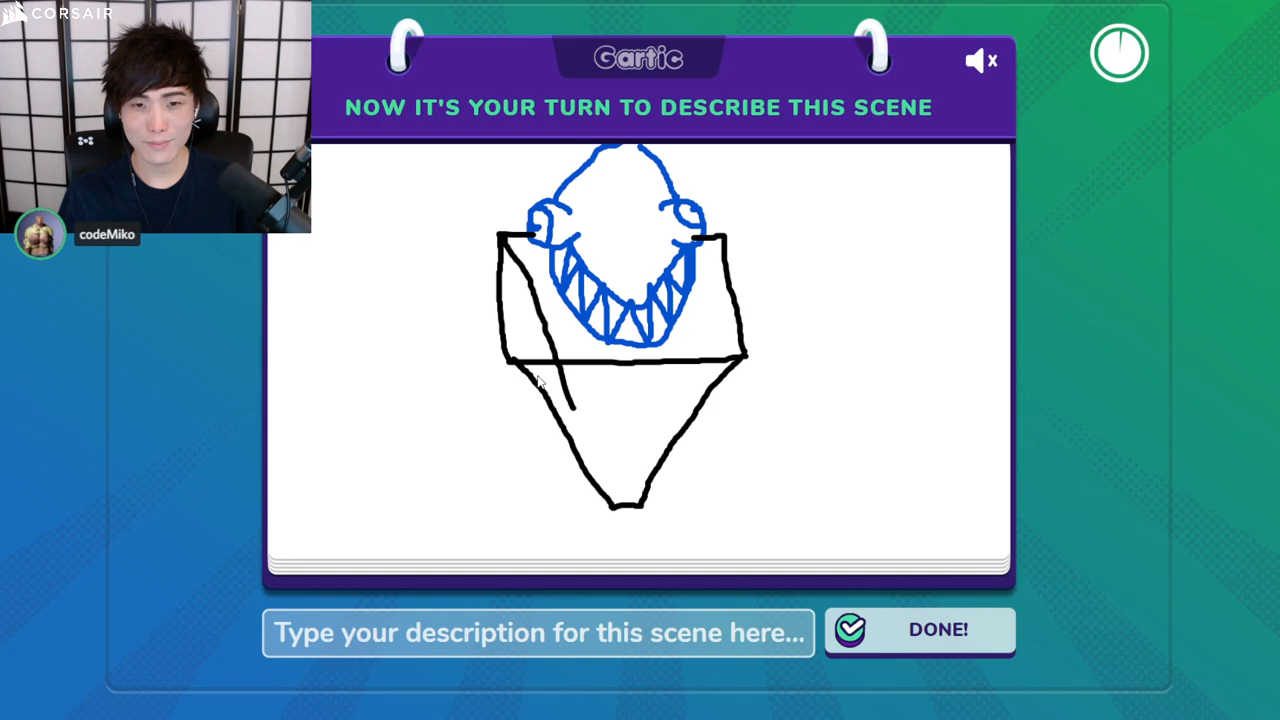 CORSAIR
Gartic
NOW IT'S YOUR TURN TO DESCRIBE THIS SCENE
codeMiko
Type your description for this scene here...
DONE!